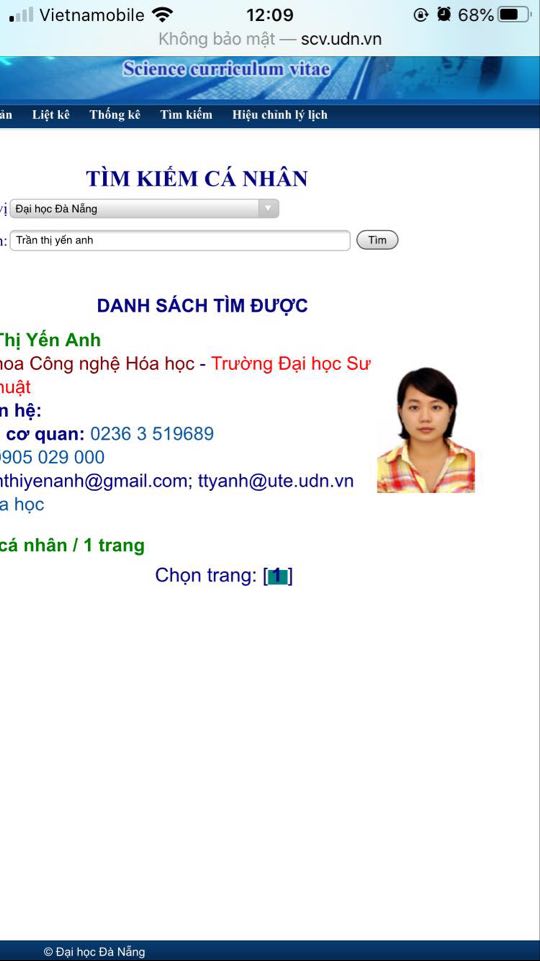 Vietnamobile 12:09 68%
Không bảo mật — scv.udn.vn
Science curriculum vitae
Liệt kê Thống kê Tìm kiếm Hiệu chỉnh lý lịch
TÌM KIẾM CÁ NHÂN
Đại học Đà Nẵng
Trần thị yến anh Tìm
DANH SÁCH TÌM ĐƯỢC
Thị Yến Anh
hoa Công nghệ Hóa học - Trường Đại học Sư
huật
n hệ:
cơ quan: 0236 3 519689
0905 029 000
nthiyenanh@gmail.com; ttyanh@ute.udn.vn
a học
cá nhân / 1 trang
Chọn trang: [ 1 ]
© Đại học Đà Nẵng